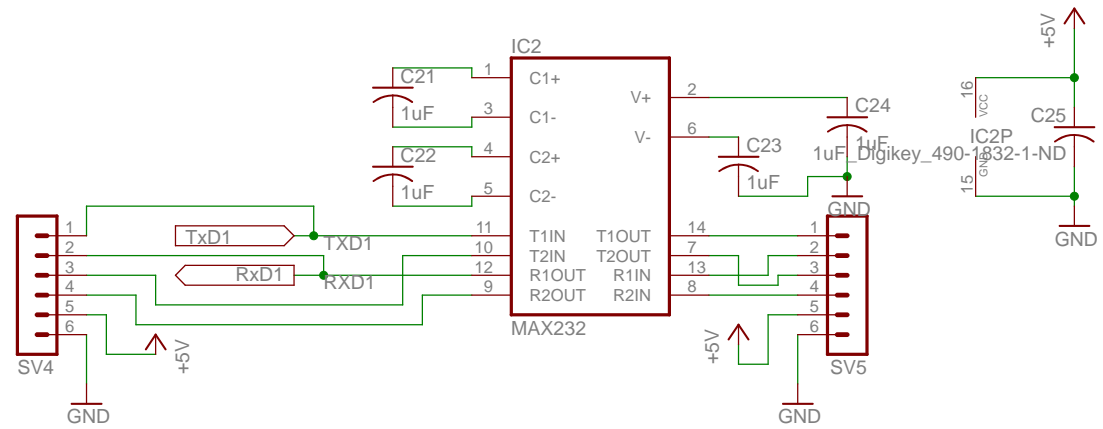 +5V
IC2
C21
1uF
C22
1uF
1
3
4
5
11
10
12
9
C1+
C1-
C2+
C2-
T1IN
T2IN
R1OUT
R2OUT
V+
V-
T1OUT
T2OUT
R1IN
R2IN
2
6
14
7
13
8
MAX232
C24
1uF
1uF_Digikey_490-1832-1-ND
C23
1uF
GND
16
VCC
IC2P
GND
15
C25
GND
TxD1
TXD1
RxD1
RXD1
1
2
3
4
5
6
SV4
+5V
GND
1
2
3
4
5
6
SV5
+5V
GND